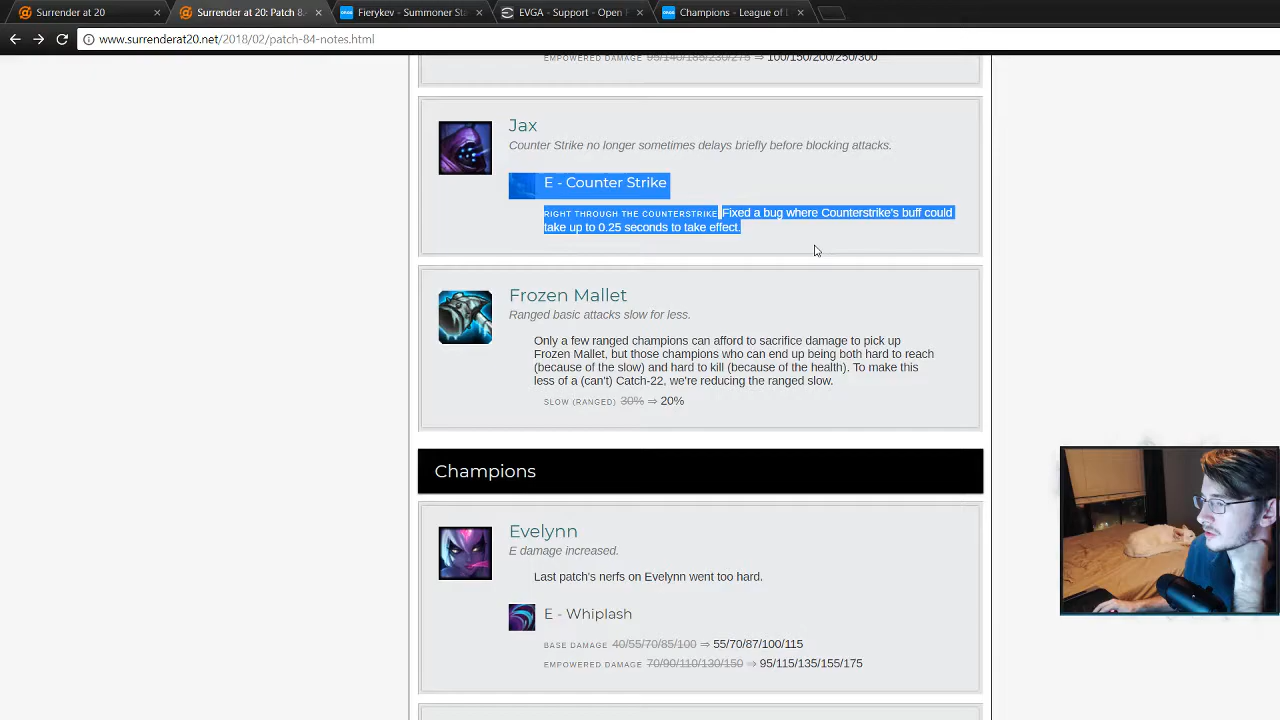 Surrender at 20
Surrender at 20: Patch 8.
Fierykev - Summoner Sta
EVGA - Support - Open F
Champions - League of L
www.surrenderat20.net/2018/02/patch-84-notes.html
EMPOWERED DAMAGE 95/140/185/230/275 ⇒ 100/150/200/250/300
Jax
Counter Strike no longer sometimes delays briefly before blocking attacks.
E - Counter Strike
RIGHT THROUGH THE COUNTERSTRIKE Fixed a bug where Counterstrike's buff could
take up to 0.25 seconds to take effect.
Frozen Mallet
Ranged basic attacks slow for less.
Only a few ranged champions can afford to sacrifice damage to pick up
Frozen Mallet, but those champions who can end up being both hard to reach
(because of the slow) and hard to kill (because of the health). To make this
less of a (can't) Catch-22, we're reducing the ranged slow.
SLOW (RANGED) 30% ⇒ 20%
Champions
Evelynn
E damage increased.
Last patch's nerfs on Evelynn went too hard.
E - Whiplash
BASE DAMAGE 40/55/70/85/100 ⇒ 55/70/87/100/115
EMPOWERED DAMAGE 70/90/110/130/150 ⇒ 95/115/135/155/175